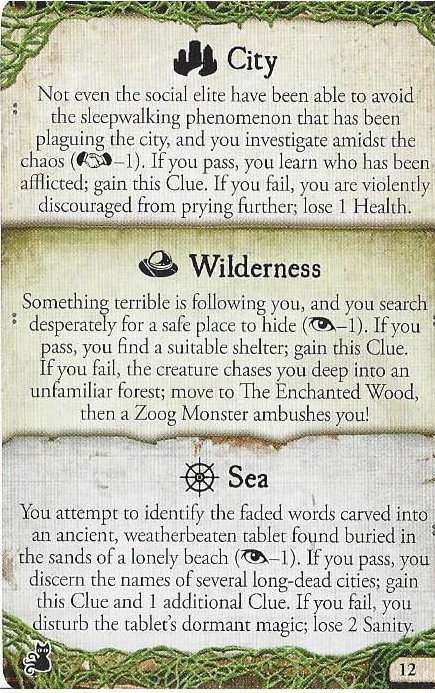 City
Not even the social elite have been able to avoid
the sleepwalking phenomenon that has been
plaguing the city, and you investigate amidst the
chaos (–1). If you pass, you learn who has been
afflicted; gain this Clue. If you fail, you are violently
discouraged from prying further; lose 1 Health.
Wilderness
Something terrible is following you, and you search
desperately for a safe place to hide (–1). If you
pass, you find a suitable shelter; gain this Clue.
If you fail, the creature chases you deep into an
unfamiliar forest; move to The Enchanted Wood,
then a Zoog Monster ambushes you!
Sea
You attempt to identify the faded words carved into
an ancient, weatherbeaten tablet found buried in
the sands of a lonely beach (–1). If you pass, you
discern the names of several long-dead cities; gain
this Clue and 1 additional Clue. If you fail, you
disturb the tablet's dormant magic; lose 2 Sanity.
12